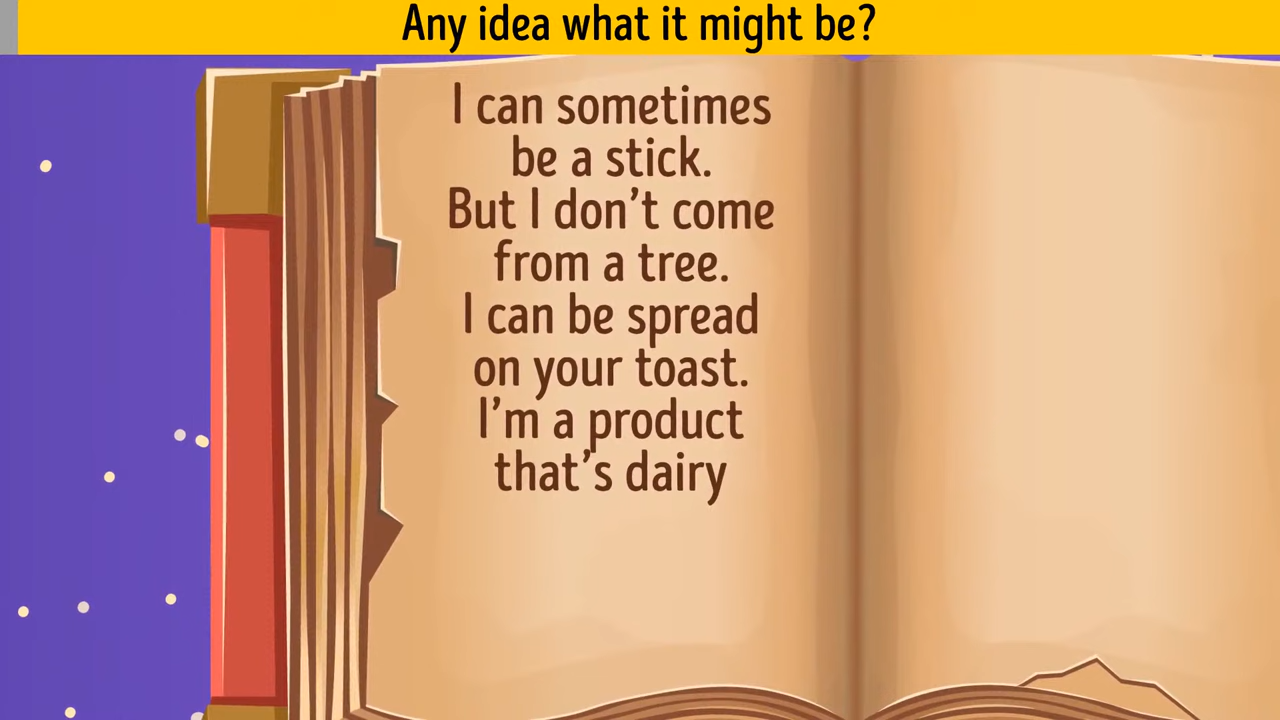 Any idea what it might be?
I can sometimes
be a stick.
But I don't come
from a tree.
I can be spread
on your toast.
I'm a product
that's dairy